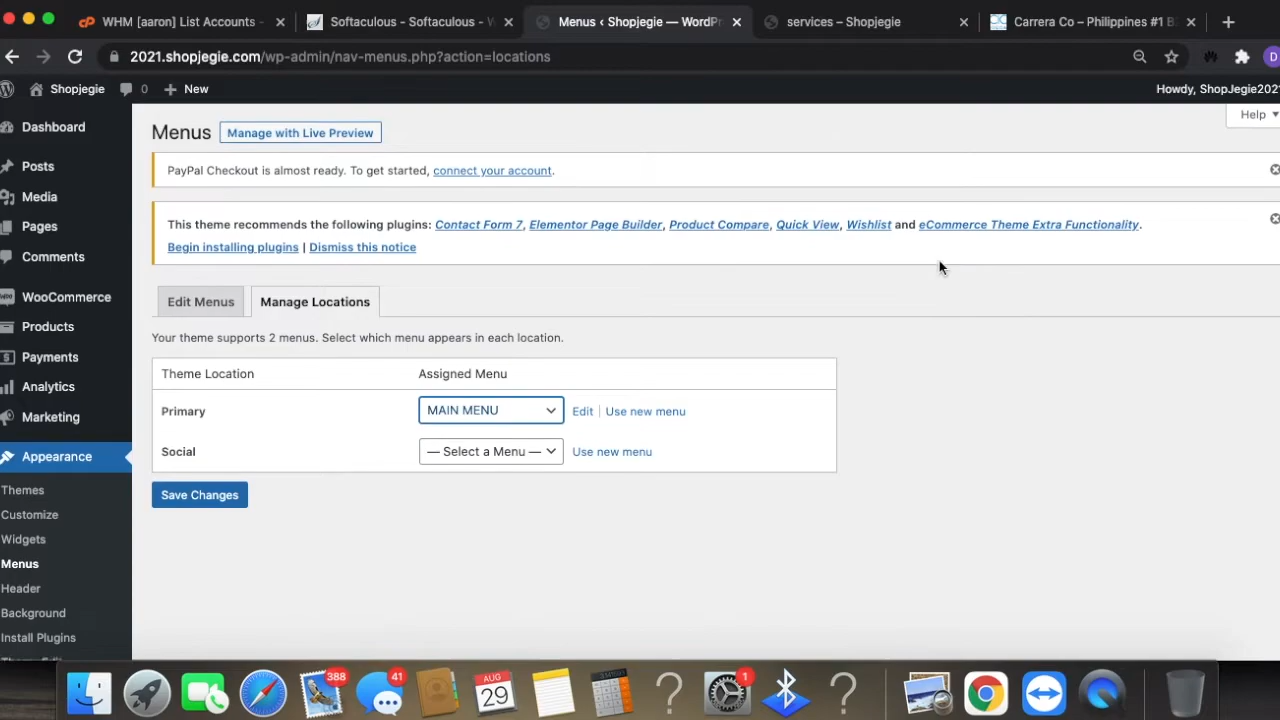 WHM [aaron] List Accounts -
Softaculous - Softaculous - W
Menus ‹ Shopjegie — WordPr
services – Shopjegie
Carrera Co – Philippines #1 B
2021.shopjegie.com/wp-admin/nav-menus.php?action=locations
D
Shopjegie
0
New
Howdy, ShopJegie2021
Dashboard
Posts
Media
Pages
Comments
WooCommerce
Products
Payments
Analytics
Marketing
Appearance
Themes
Customize
Widgets
Menus
Header
Background
Install Plugins
Help
Menus
Manage with Live Preview
PayPal Checkout is almost ready. To get started, connect your account.
This theme recommends the following plugins: Contact Form 7, Elementor Page Builder, Product Compare, Quick View, Wishlist and eCommerce Theme Extra Functionality.
Begin installing plugins | Dismiss this notice
Edit Menus
Manage Locations
Your theme supports 2 menus. Select which menu appears in each location.
Theme Location Assigned Menu
Primary MAIN MENU Edit | Use new menu
Social — Select a Menu — Use new menu
Save Changes
388
41
AUG
29
1